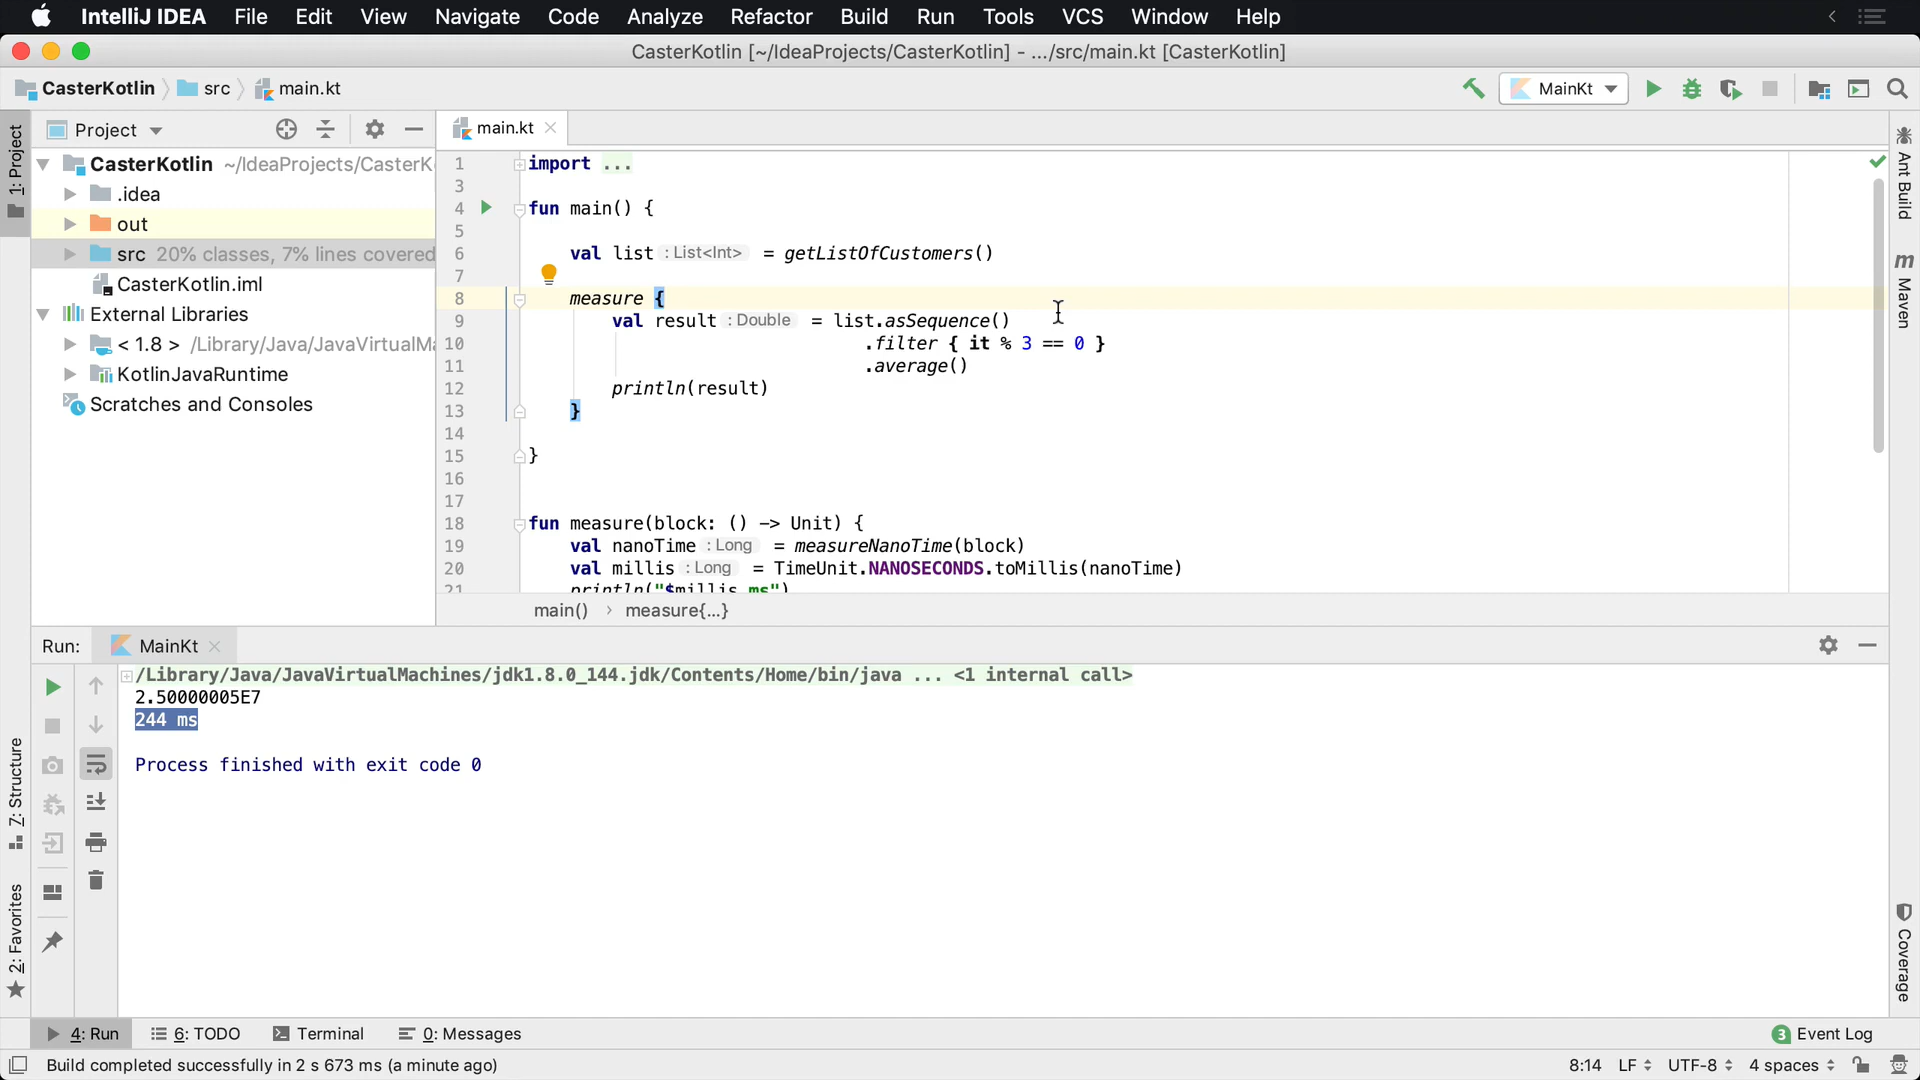 IntelliJ IDEA File Edit View Navigate Code Analyze Refactor Build Run Tools VCS Window Help
CasterKotlin [~/IdeaProjects/CasterKotlin] - .../src/main.kt [CasterKotlin]
CasterKotlin src main.kt MainKt
Project
main.kt
1: Project
CasterKotlin ~/IdeaProjects/CasterK
.idea
out
src 20% classes, 7% lines covered
CasterKotlin.iml
External Libraries
< 1.8 > /Library/Java/JavaVirtualMa
KotlinJavaRuntime
Scratches and Consoles
1 import ...
3
4 fun main() {
5
6 val list : List<Int> = getListOfCustomers()
7
8 measure {
9 val result : Double = list.asSequence()
10 .filter { it % 3 == 0 }
11 .average()
12 println(result)
13 }
14
15 }
16
17
18 fun measure(block: () -> Unit) {
19 val nanoTime : Long = measureNanoTime(block)
20 val millis : Long = TimeUnit.NANOSECONDS.toMillis(nanoTime)
21 println("$millis ms")
main() › measure{...}
Ant Build
m Maven
Run: MainKt
/Library/Java/JavaVirtualMachines/jdk1.8.0_144.jdk/Contents/Home/bin/java ... <1 internal call>
2.50000005E7
244 ms
Process finished with exit code 0
Z: Structure
2: Favorites
Coverage
4: Run 6: TODO Terminal 0: Messages 3 Event Log
Build completed successfully in 2 s 673 ms (a minute ago) 8:14 LF UTF-8 4 spaces